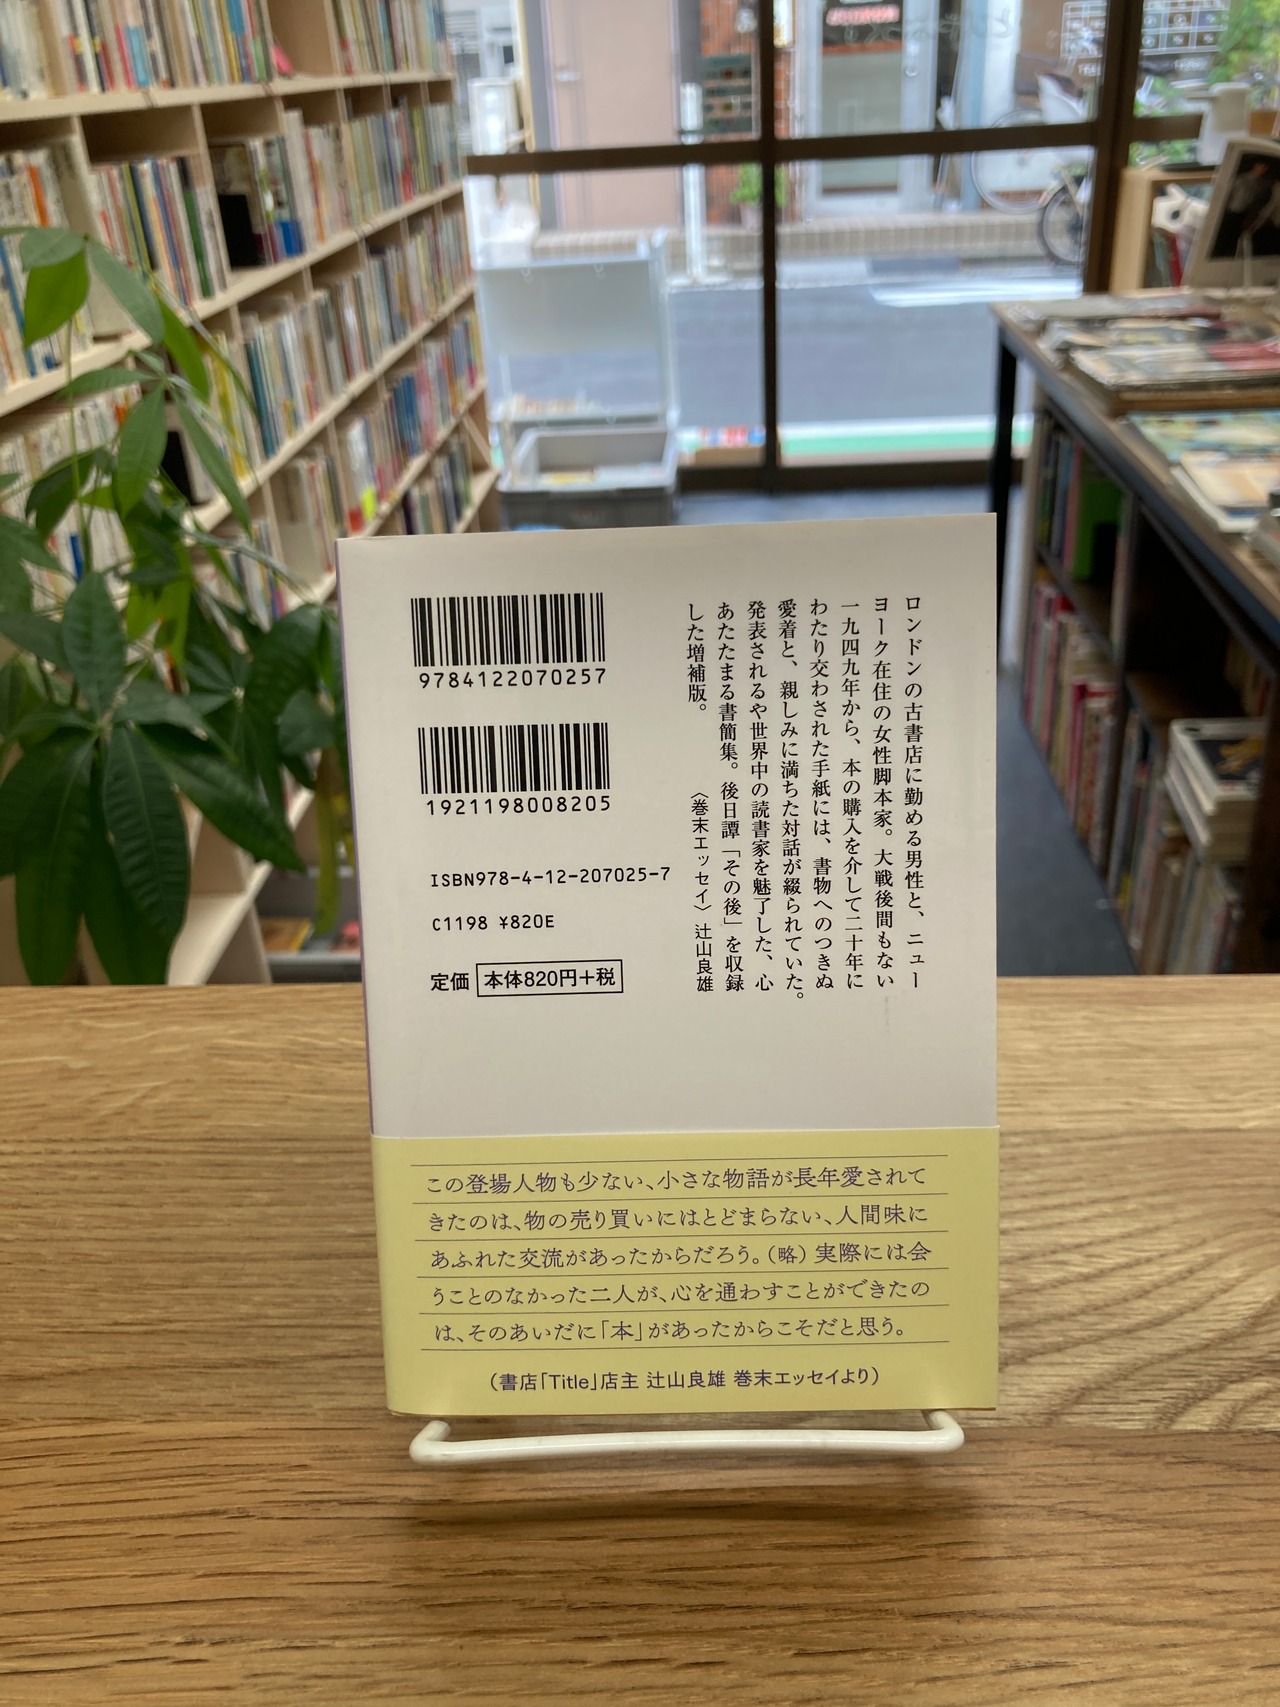 ロンドンの古書店に勤める男性と、ニュー
ヨーク在住の女性脚本家。大戦後間もない
一九四九年から、本の購入を介して二十年に
わたり交わされた手紙には、書物へのつきぬ
愛着と、親しみに満ちた対話が綴られていた。
発表されるや世界中の読書家を魅了した、心
あたたまる書簡集。後日譚「その後」を収録
した増補版。
〈巻末エッセイ〉辻山良雄
9784122070257
1921198008205
ISBN978-4-12-207025-7
C1198 ¥820E
定価 本体820円+税
この登場人物も少ない、小さな物語が長年愛されて
きたのは、物の売り買いにはとどまらない、人間味に
あふれた交流があったからだろう。(略)実際には会
うことのなかった二人が、心を通わすことができたの
は、そのあいだに「本」があったからこそだと思う。
(書店「Title」店主 辻山良雄 巻末エッセイより)